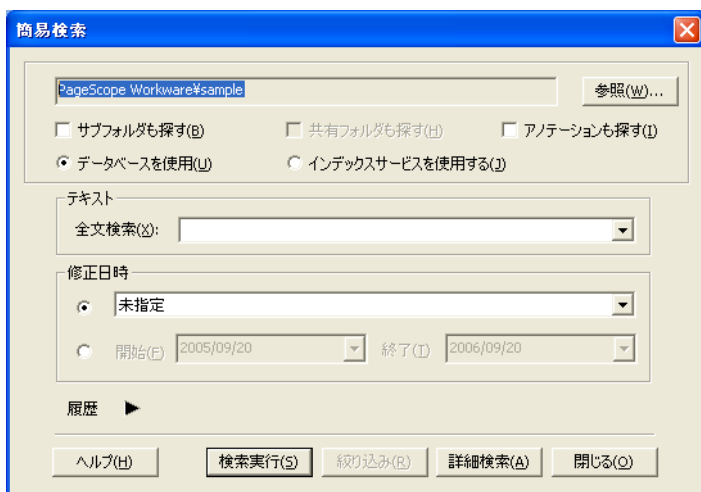 簡易検索
PageScope Workware¥sample
参照(W)...
サブフォルダも探す(B) 共有フォルダも探す(H) アノテーションも探す(I)
データベースを使用(U) インデックスサービスを使用する(J)
テキスト
全文検索(X):
修正日時
未指定
開始(F) 2005/09/20 終了(T) 2006/09/20
履歴
ヘルプ(H) 検索実行(S) 絞り込み(R) 詳細検索(A) 閉じる(O)